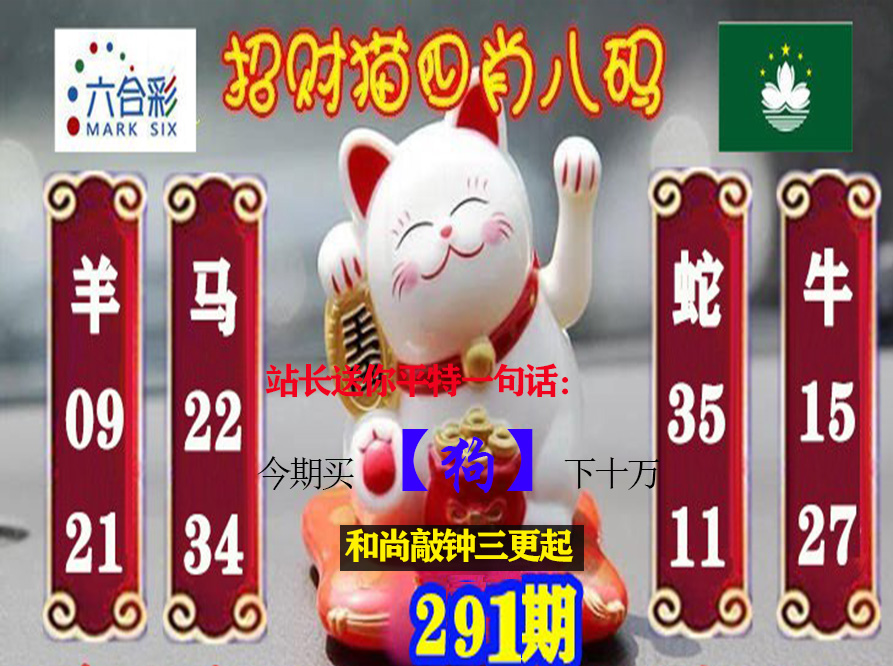 六合彩
MARK SIX
招财猫四肖八码
羊
09
21
马
22
34
蛇
35
11
牛
15
27
站长送你平特一句话：
今期买【狗】下十万
和尚敲钟三更起
291期